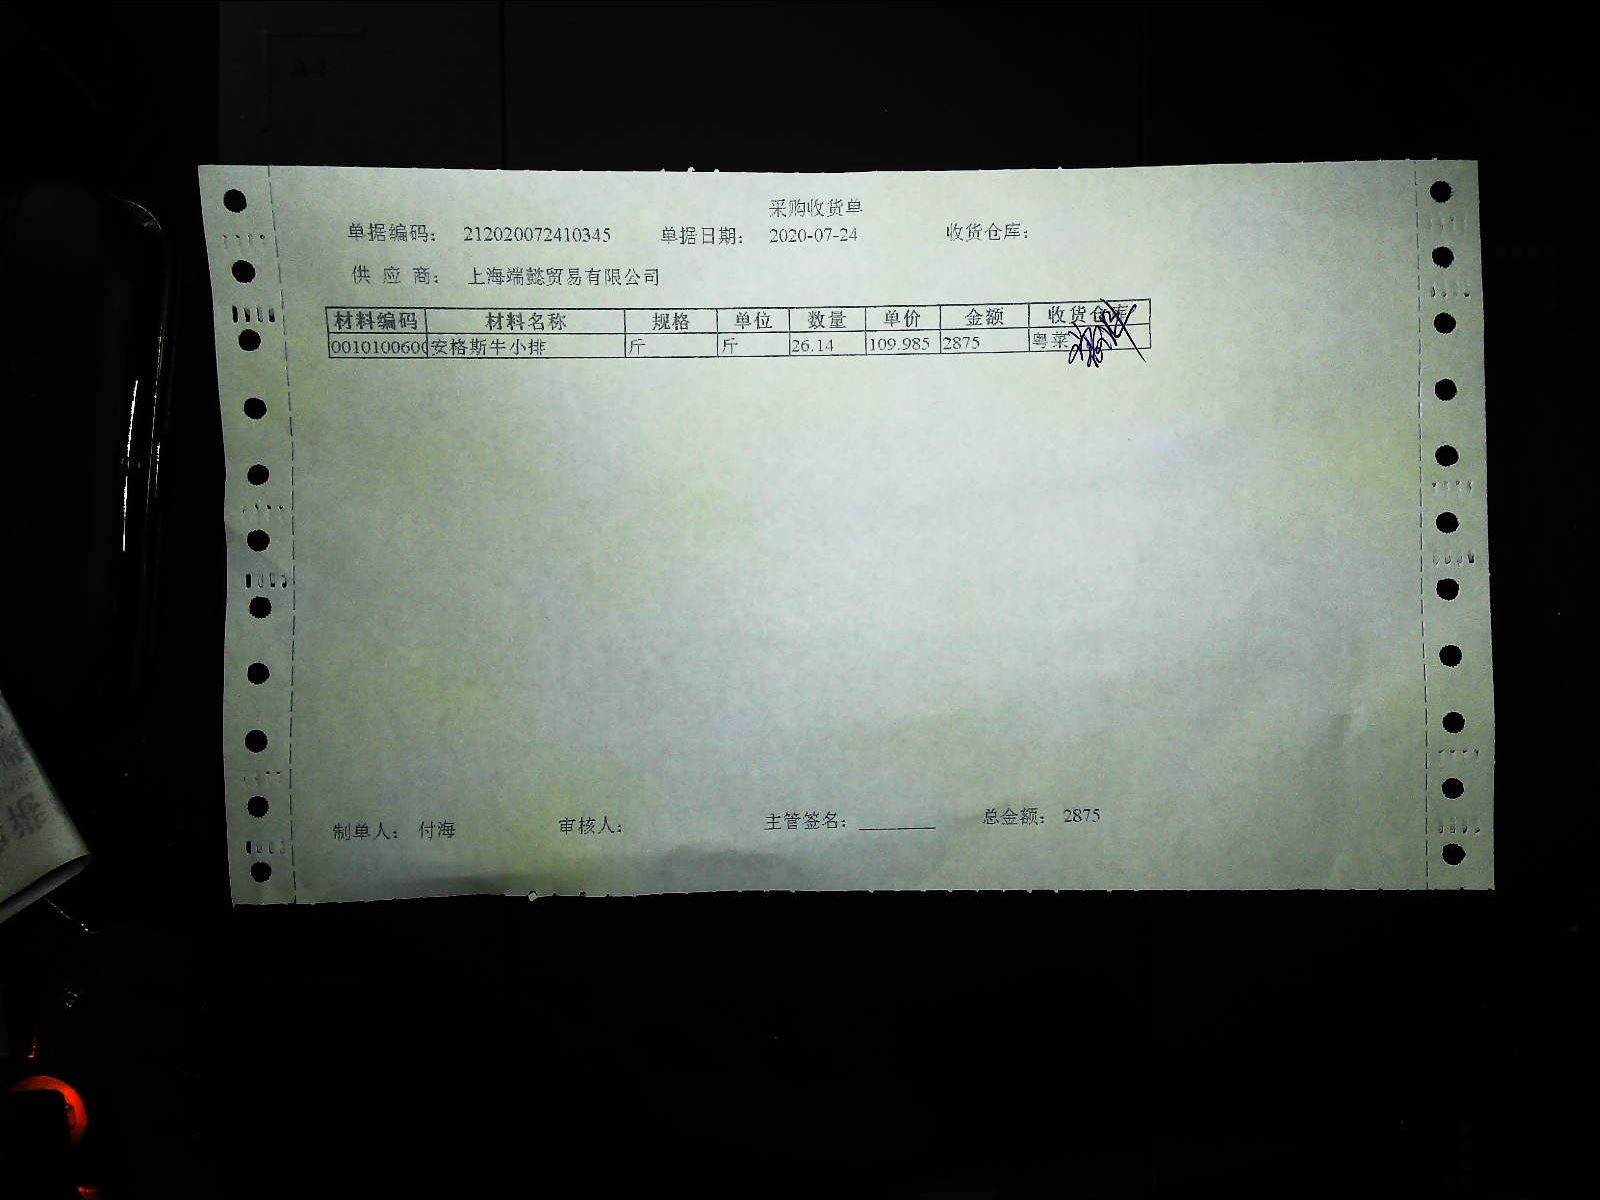 采购收货单
单据编码: 212020072410345 单据日期: 2020-07-24 收货仓库:
供 应 商: 上海端懿贸易有限公司
材料编码 材料名称 规格 单位 数量 单价 金额 收货仓库
0010100600 安格斯牛小排 斤 斤 26.14 109.985 2875 粤菜
制单人: 付海 审核人: 主管签名: ________ 总金额: 2875